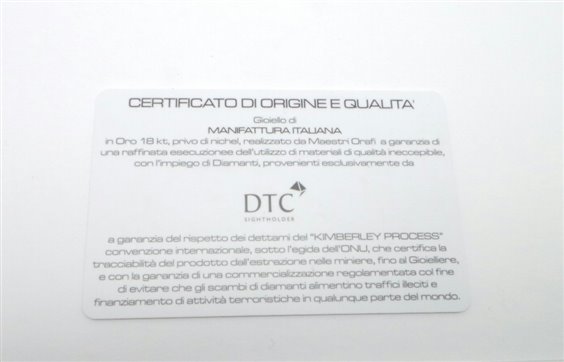 CERTIFICATO DI ORIGINE E QUALITA'
Gioiello di
MANIFATTURA ITALIANA
in Oro 18 kt, privo di nichel, realizzato da Maestri Orafi a garanzia di
una raffinata esecuzione e dell'utilizzo di materiali di qualità ineccepibile,
con l'impiego di Diamanti, provenienti esclusivamente da
DTC
SIGHTHOLDER
a garanzia del rispetto dei dettami del "KIMBERLEY PROCESS"
convenzione internazionale, sotto l'egida dell'ONU, che certifica la
tracciabilità del prodotto dall'estrazione nelle miniere, fino al Gioielliere,
e con la garanzia di una commercializzazione regolamentata col fine
di evitare che gli scambi di diamanti alimentino traffici illeciti e
finanziamento di attività terroristiche in qualunque parte del mondo.